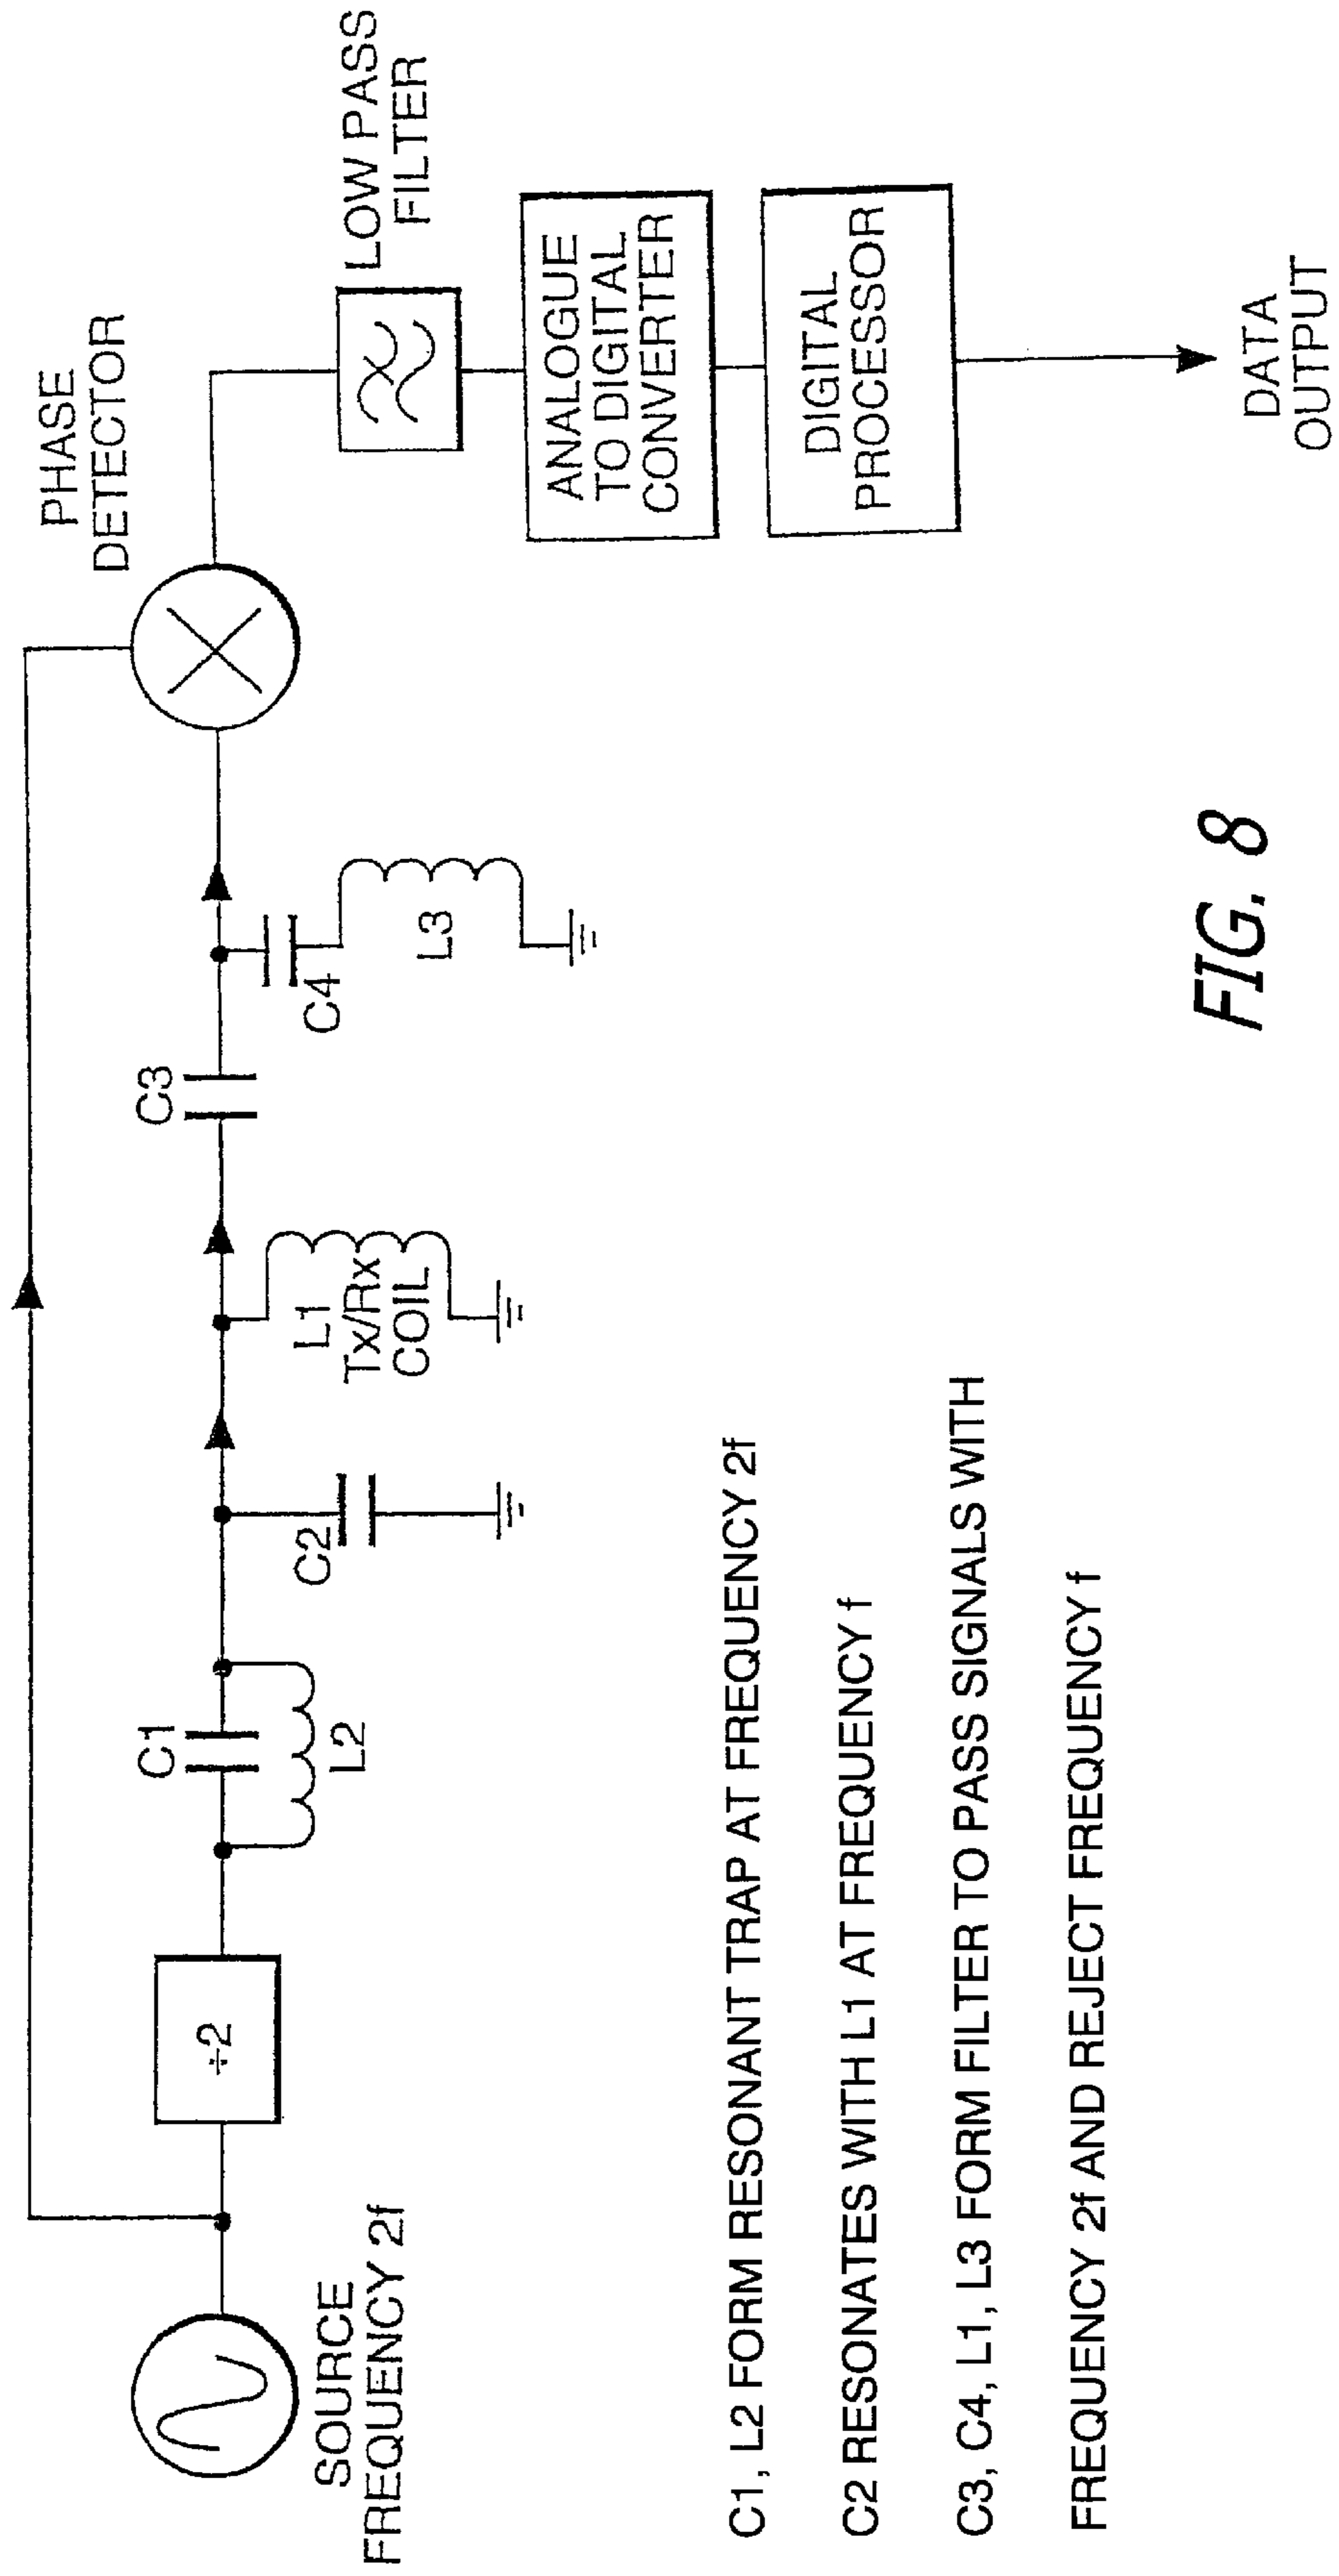 PHASE
DETECTOR
LOW PASS
FILTER
C1
C3
÷2
L2
C2
L1
Tx/Rx
COIL
C4
L3
SOURCE
FREQUENCY 2f
ANALOGUE
TO DIGITAL
CONVERTER
DIGITAL
PROCESSOR
DATA
OUTPUT
C1, L2 FORM RESONANT TRAP AT FREQUENCY 2f
C2 RESONATES WITH L1 AT FREQUENCY f
C3, C4, L1, L3 FORM FILTER TO PASS SIGNALS WITH
FREQUENCY 2f AND REJECT FREQUENCY f
FIG. 8